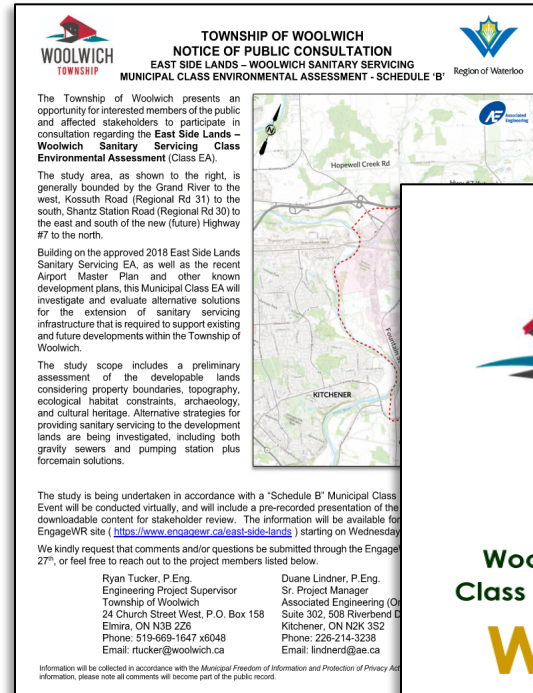 WOOLWICH
TOWNSHIP
TOWNSHIP OF WOOLWICH
NOTICE OF PUBLIC CONSULTATION
EAST SIDE LANDS – WOOLWICH SANITARY SERVICING
MUNICIPAL CLASS ENVIRONMENTAL ASSESSMENT - SCHEDULE ‘B’
Region of Waterloo
The Township of Woolwich presents an
opportunity for interested members of the public
and affected stakeholders to participate in
consultation regarding the East Side Lands –
Woolwich Sanitary Servicing Class
Environmental Assessment (Class EA).
The study area, as shown to the right, is
generally bounded by the Grand River to the
west, Kossuth Road (Regional Rd 31) to the
south, Shantz Station Road (Regional Rd 30) to
the east and south of the new (future) Highway
#7 to the north.
Building on the approved 2018 East Side Lands
Sanitary Servicing EA, as well as the recent
Airport Master Plan and other known
development plans, this Municipal Class EA will
investigate and evaluate alternative solutions
for the extension of sanitary servicing
infrastructure that is required to support existing
and future developments within the Township of
Woolwich.
The study scope includes a preliminary
assessment of the developable lands
considering property boundaries, topography,
ecological habitat constraints, archaeology,
and cultural heritage. Alternative strategies for
providing sanitary servicing to the development
lands are being investigated, including both
gravity sewers and pumping station plus
forcemain solutions.
N
AE Associated
Engineering
Hopewell Creek Rd
Fountain S
KITCHENER
The study is being undertaken in accordance with a “Schedule B” Municipal Class
Event will be conducted virtually, and will include a pre-recorded presentation of the
downloadable content for stakeholder review. The information will be available for
EngageWR site ( https://www.engagewr.ca/east-side-lands ) starting on Wednesday
We kindly request that comments and/or questions be submitted through the Engage
27th, or feel free to reach out to the project members listed below.
Ryan Tucker, P.Eng.
Engineering Project Supervisor
Township of Woolwich
24 Church Street West, P.O. Box 158
Elmira, ON N3B 2Z6
Phone: 519-669-1647 x6048
Email: rtucker@woolwich.ca
Duane Lindner, P.Eng.
Sr. Project Manager
Associated Engineering (On
Suite 302, 508 Riverbend D
Kitchener, ON N2K 3S2
Phone: 226-214-3238
Email: lindnerd@ae.ca
Information will be collected in accordance with the Municipal Freedom of Information and Protection of Privacy Act
information, please note all comments will become part of the public record.
Woo
Class
W